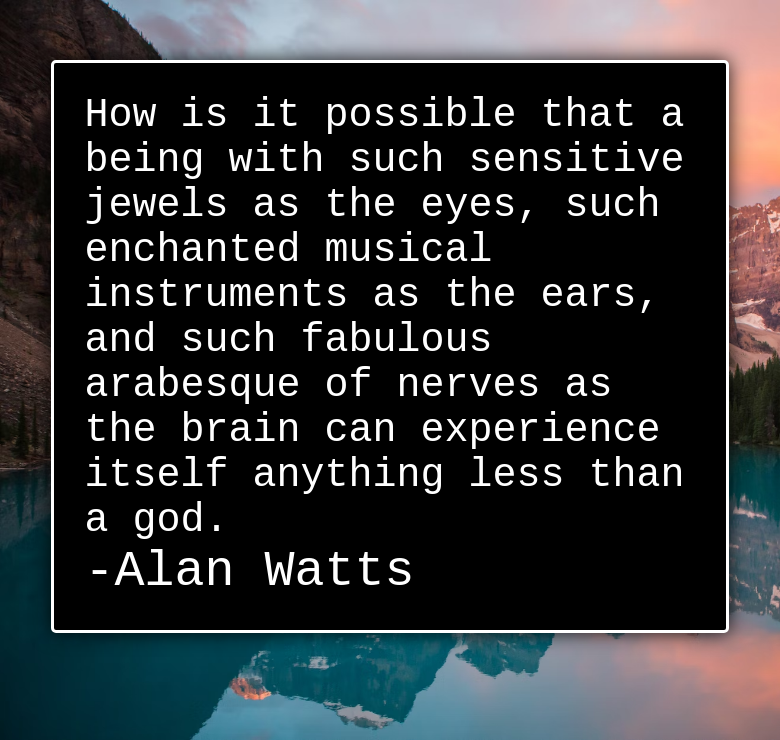 How is it possible that a
being with such sensitive
jewels as the eyes, such
enchanted musical
instruments as the ears,
and such fabulous
arabesque of nerves as
the brain can experience
itself anything less than
a god.
-Alan Watts